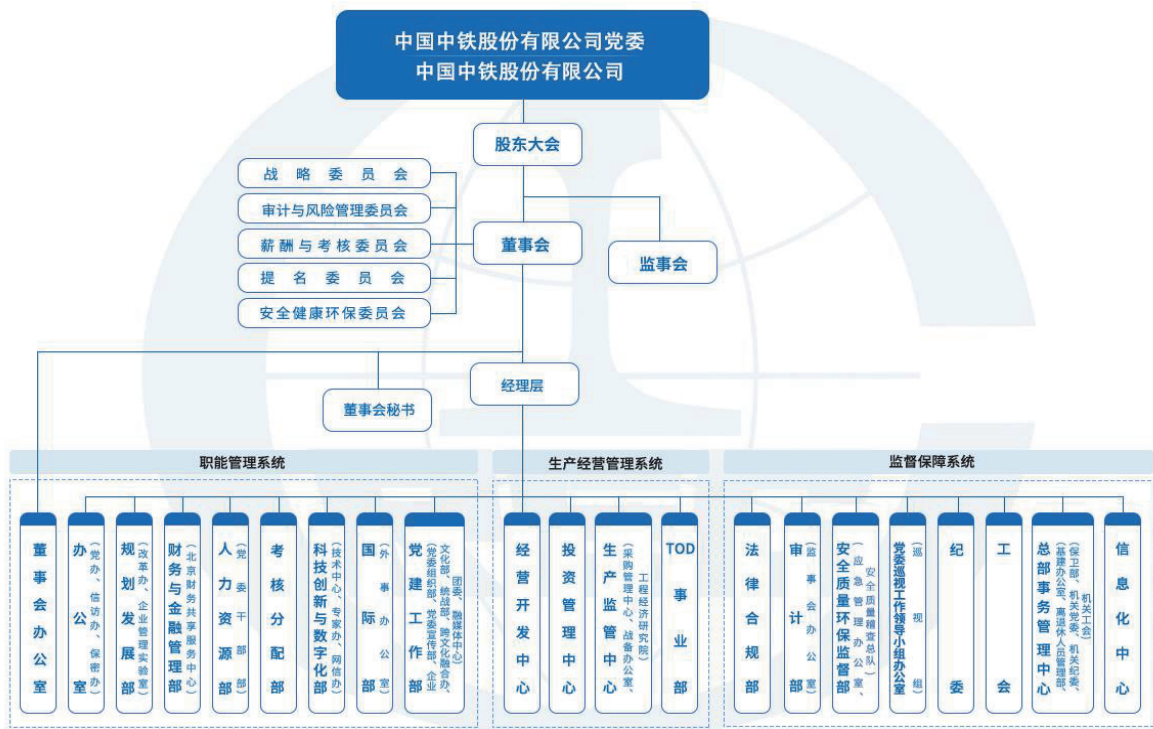 中国中铁股份有限公司党委
中国中铁股份有限公司
股东大会
战略委员会
审计与风险管理委员会
薪酬与考核委员会
提名委员会
安全健康环保委员会
董事会
监事会
经理层
董事会秘书
职能管理系统
生产经营管理系统
监督保障系统
董事会办公室
办公室
(党办、信访办、保密办)
规划发展部
(改革办、企业管理实验室)
财务与金融管理部
(北京财务共享服务中心)
人力资源部
(党委干部部)
考核分配部
科技创新与数字化部
(技术中心、专家办、网信办)
国际部
(外事办公室)
党建工作部
(党委组织部、党委宣传部、企业
文化部、统战部、跨文化融合办、
团委、融媒体中心)
经营开发中心
投资管理中心
生产监管中心
(采购管理中心、战备办公室、
工程经济研究院)
TOD事业部
法律合规部
审计部
(监事会办公室)
安全质量环保监督部
(应急管理办公室、
安全质量稽查总队)
党委巡视工作领导小组办公室
(巡视组)
纪委
工会
总部事务管理中心
(保卫部、机关党委、机关纪委、
基建办公室、离退休人员管理部、
机关工会)
信息化中心